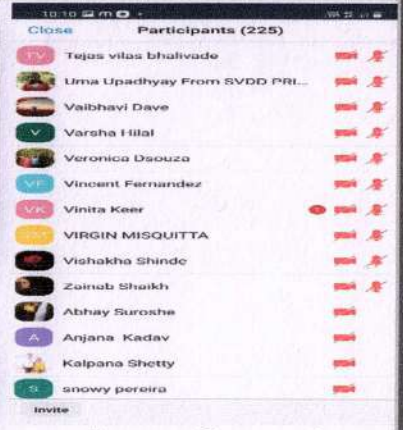 10:10
Close Participants (225)
TV Tejas vilas bhalivade
Uma Upadhyay From SVDD PRI...
Vaibhavi Dave
V Varsha Hilal
Veronica Dsouza
VF Vincent Fernandez
VK Vinita Keer
VIRGIN MISQUITTA
Vishakha Shinde
Zainab Shaikh
Abhay Suroshe
A Anjana Kadav
Kalpana Shetty
S snowy pereira
Invite